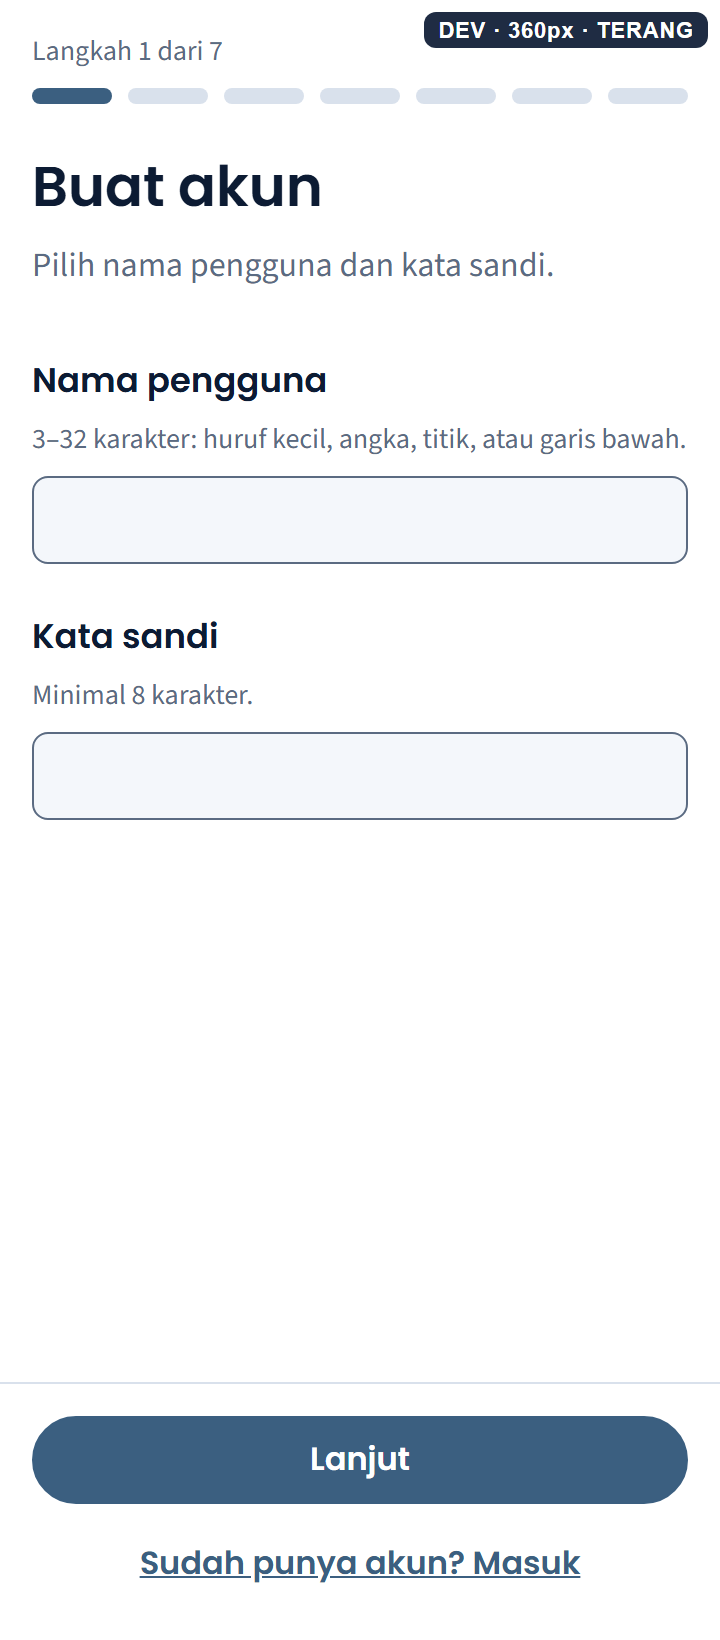 Langkah 1 dari 7
DEV · 360px · TERANG
Buat akun
Pilih nama pengguna dan kata sandi.
Nama pengguna
3–32 karakter: huruf kecil, angka, titik, atau garis bawah.
Kata sandi
Minimal 8 karakter.
Lanjut
Sudah punya akun? Masuk